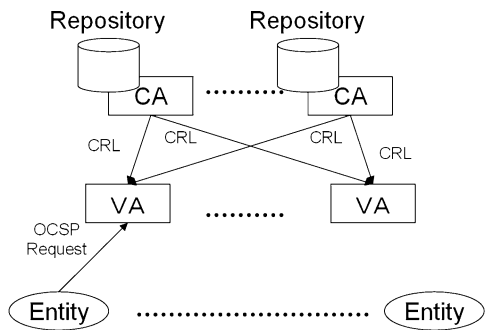 Repository Repository
CA .......... CA
CRL CRL CRL CRL
VA .......... VA
OCSP
Request
Entity .............................. Entity